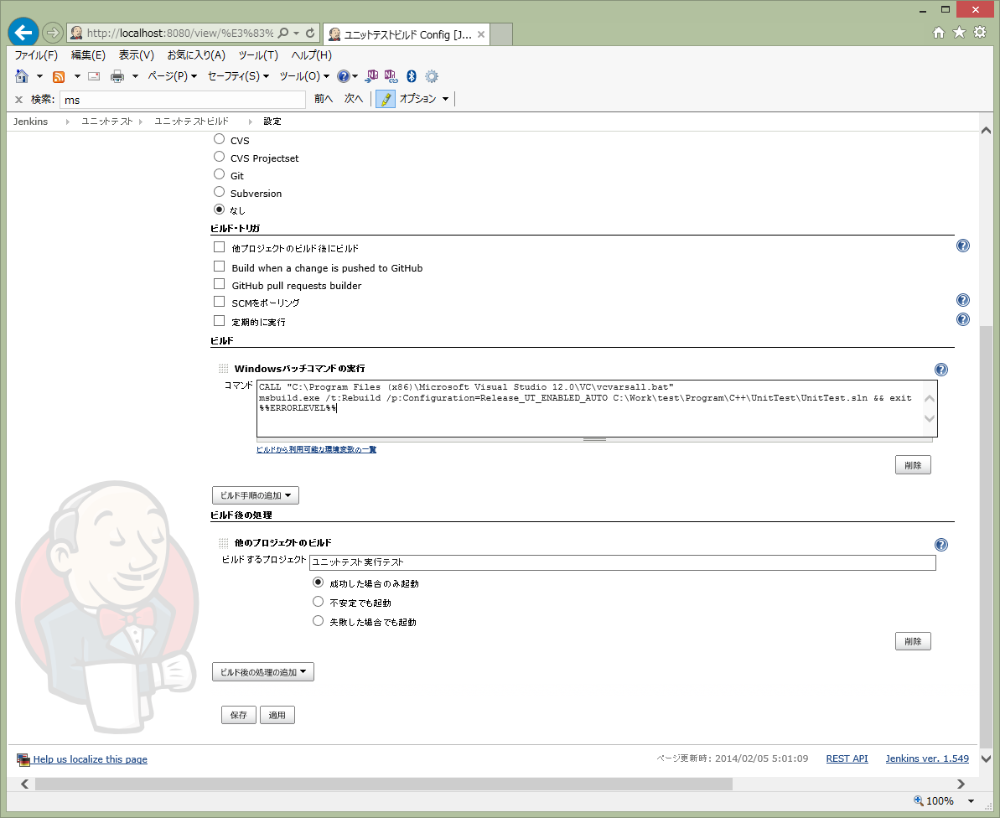 http://localhost:8080/view/%E3%83%
ユニットテストビルド Config [J...
ファイル(F) 編集(E) 表示(V) お気に入り(A) ツール(T) ヘルプ(H)
ページ(P) セーフティ(S) ツール(O)
検索: ms 前へ 次へ オプション
Jenkins ユニットテスト ユニットテストビルド 設定
CVS
CVS Projectset
Git
Subversion
なし
ビルド・トリガ
他プロジェクトのビルド後にビルド
Build when a change is pushed to GitHub
GitHub pull requests builder
SCMをポーリング
定期的に実行
ビルド
Windowsバッチコマンドの実行
コマンド
CALL "C:\Program Files (x86)\Microsoft Visual Studio 12.0\VC\vcvarsall.bat"
msbuild.exe /t:Rebuild /p:Configuration=Release_UT_ENABLED_AUTO C:\Work\test\Program\C++\UnitTest\UnitTest.sln && exit
%%ERRORLEVEL%%
ビルドから利用可能な環境変数の一覧
削除
ビルド手順の追加
ビルド後の処理
他のプロジェクトのビルド
ビルドするプロジェクト ユニットテスト実行テスト
成功した場合のみ起動
不安定でも起動
失敗した場合でも起動
削除
ビルド後の処理の追加
保存 適用
Help us localize this page ページ更新時: 2014/02/05 5:01:09 REST API Jenkins ver. 1.549
100%